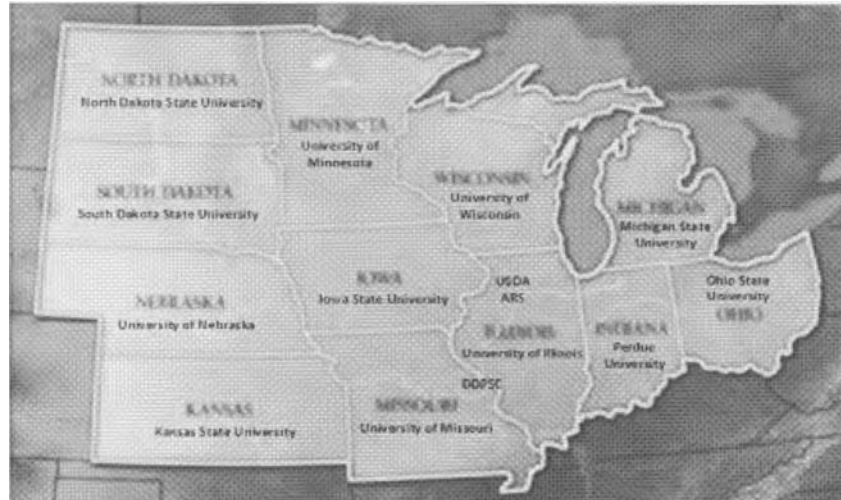 NORTH DAKOTA
North Dakota State University
MINNESOTA
University of
Minnesota
SOUTH DAKOTA
South Dakota State University
WISCONSIN
University of
Wisconsin
MICHIGAN
Michigan State
University
NEBRASKA
University of Nebraska
IOWA
Iowa State University
USDA
ARS
ILLINOIS
University of Illinois
INDIANA
Perdue
University
Ohio State
University
OHIO
KANSAS
Kansas State University
MISSOURI
University of Missouri
DDPSC